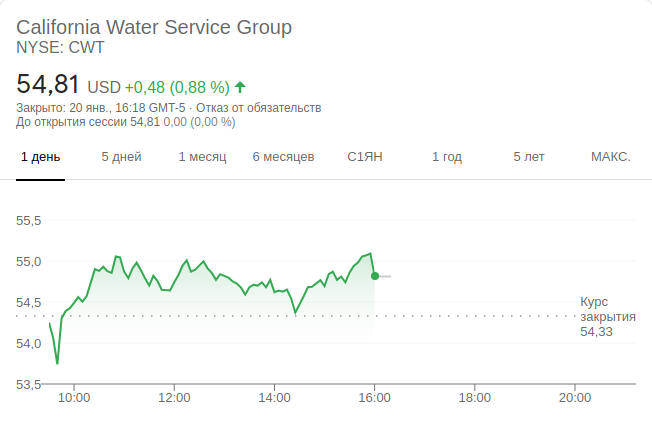 California Water Service Group
NYSE: CWT
54,81 USD +0,48 (0,88 %)
Закрыто: 20 янв., 16:18 GMT-5 · Отказ от обязательств
До открытия сессии 54,81 0,00 (0,00 %)
1 день 5 дней 1 месяц 6 месяцев С1ЯН 1 год 5 лет МАКС.
55,5
55,0
54,5
Курс
закрытия
54,33
54,0
53,5
10:00 12:00 14:00 16:00 18:00 20:00